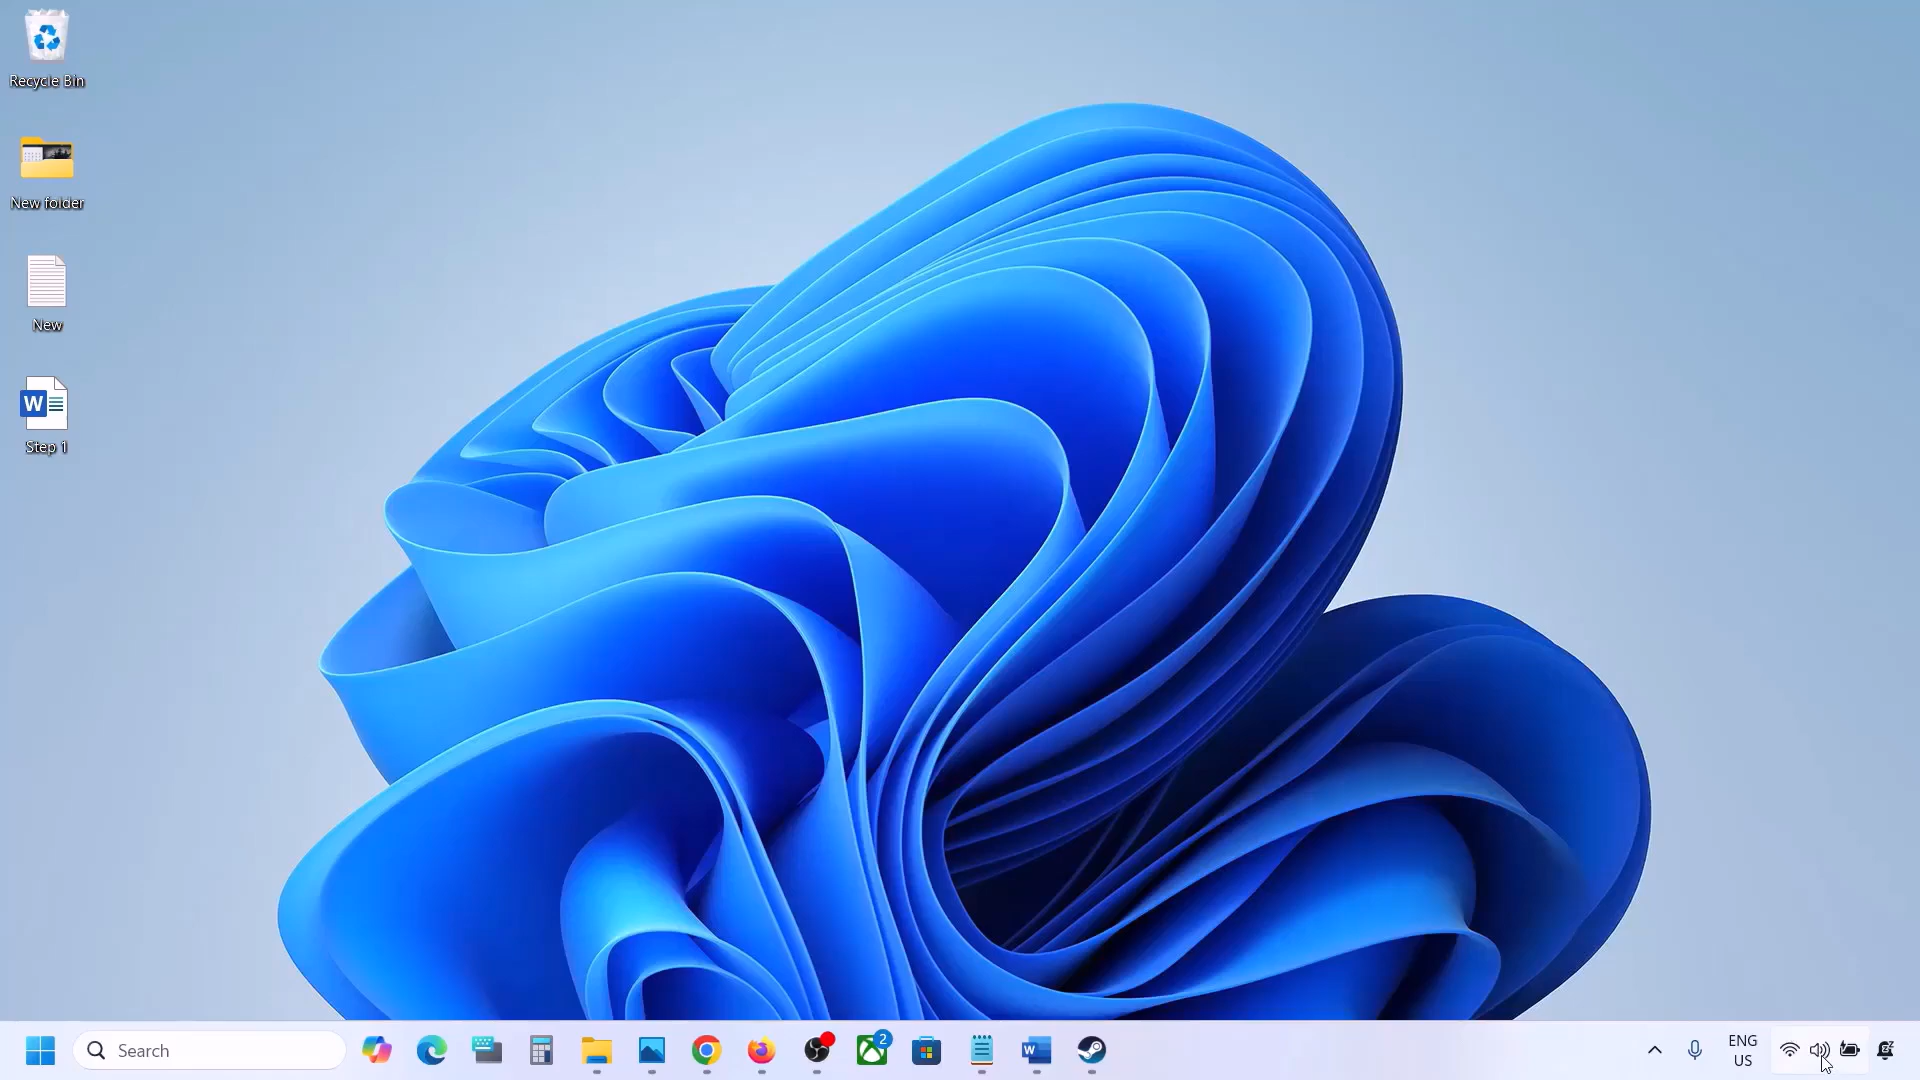 Recycle Bin
New folder
New
W
Step 1
Search
2
W
ENG
US